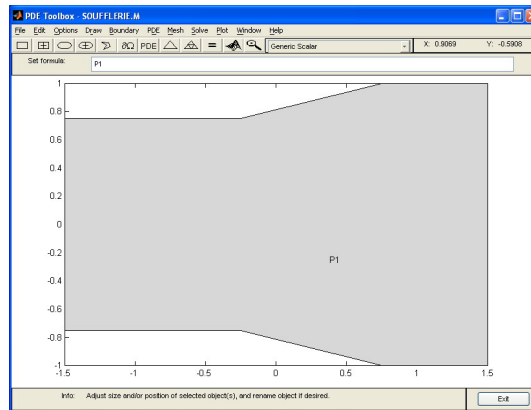 PDE Toolbox - SOUFFLERIE.M
File Edit Options Draw Boundary PDE Mesh Solve Plot Window Help
∂Ω PDE = Generic Scalar X: 0.9069 Y: -0.5908
Set formula: P1
1
0.8
0.6
0.4
0.2
0
-0.2
P1
-0.4
-0.6
-0.8
-1
-1.5 -1 -0.5 0 0.5 1 1.5
Info: Adjust size and/or position of selected object(s), and rename object if desired. Exit